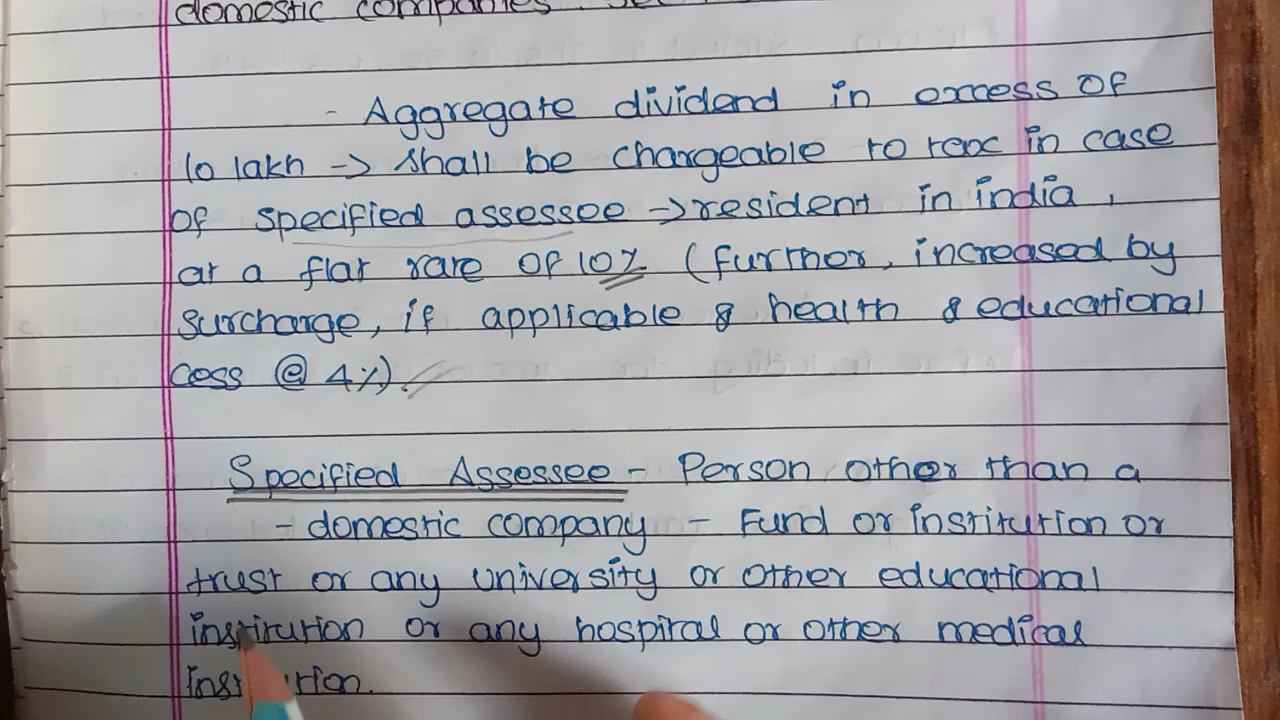 domestic companies.
- Aggregate dividend in excess of
10 lakh -> shall be chargeable to tax in case
of specified assessee -> resident in india,
at a flat rate of 10% (further, increased by
surcharge, if applicable & health & educational
cess @ 4%).
Specified Assessee - Person other than a
- domestic company - Fund or institution or
trust or any university or other educational
institution or any hospital or other medical
institution.